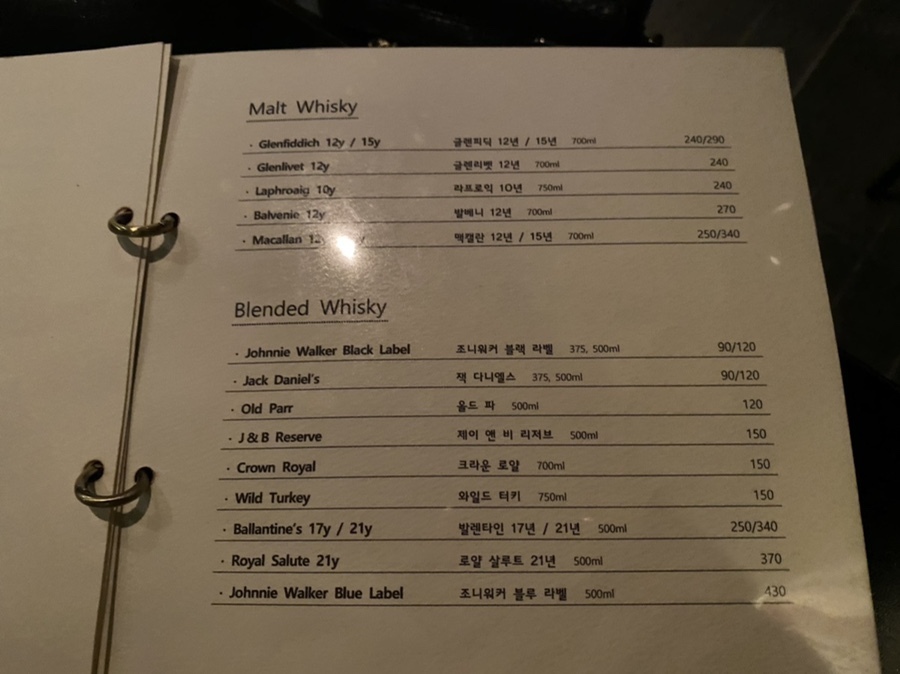 Malt Whisky
· Glenfiddich 12y / 15y 글렌피딕 12년 / 15년 700ml 240/290
· Glenlivet 12y 글렌리벳 12년 700ml 240
· Laphroaig 10y 라프로익 10년 750ml 240
· Balvenie 12y 발베니 12년 700ml 270
· Macallan 맥캘란 12년 / 15년 700ml 250/340
Blended Whisky
· Johnnie Walker Black Label 조니워커 블랙 라벨 375, 500ml 90/120
· Jack Daniel's 잭 다니엘스 375, 500ml 90/120
· Old Parr 올드 파 500ml 120
· J&B Reserve 제이 앤 비 리저브 500ml 150
· Crown Royal 크라운 로얄 700ml 150
· Wild Turkey 와일드 터키 750ml 150
· Ballantine's 17y / 21y 발렌타인 17년 / 21년 500ml 250/340
· Royal Salute 21y 로얄 살루트 21년 500ml 370
· Johnnie Walker Blue Label 조니워커 블루 라벨 500ml 430